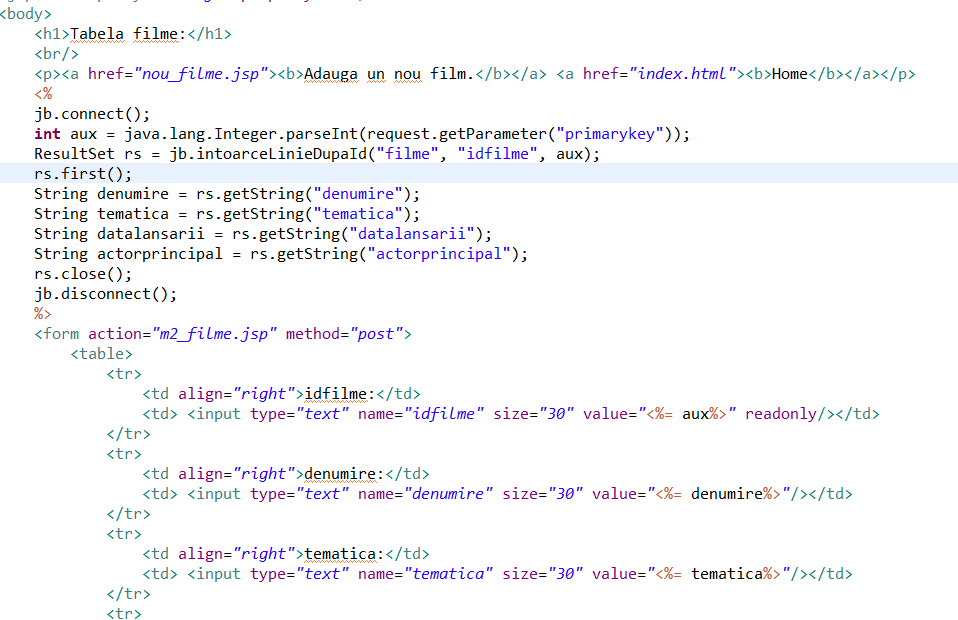 <body>
<h1>Tabela filme:</h1>
<br/>
<p><a href="nou_filme.jsp"><b>Adauga un nou film.</b></a> <a href="index.html"><b>Home</b></a></p>
<%
jb.connect();
int aux = java.lang.Integer.parseInt(request.getParameter("primarykey"));
ResultSet rs = jb.intoarceLinieDupaId("filme", "idfilme", aux);
rs.first();
String denumire = rs.getString("denumire");
String tematica = rs.getString("tematica");
String datalansarii = rs.getString("datalansarii");
String actorprincipal = rs.getString("actorprincipal");
rs.close();
jb.disconnect();
%>
<form action="m2_filme.jsp" method="post">
<table>
<tr>
<td align="right">idfilme:</td>
<td> <input type="text" name="idfilme" size="30" value="<%= aux%>" readonly/></td>
</tr>
<tr>
<td align="right">denumire:</td>
<td> <input type="text" name="denumire" size="30" value="<%= denumire%>"/></td>
</tr>
<tr>
<td align="right">tematica:</td>
<td> <input type="text" name="tematica" size="30" value="<%= tematica%>"/></td>
</tr>
<tr>